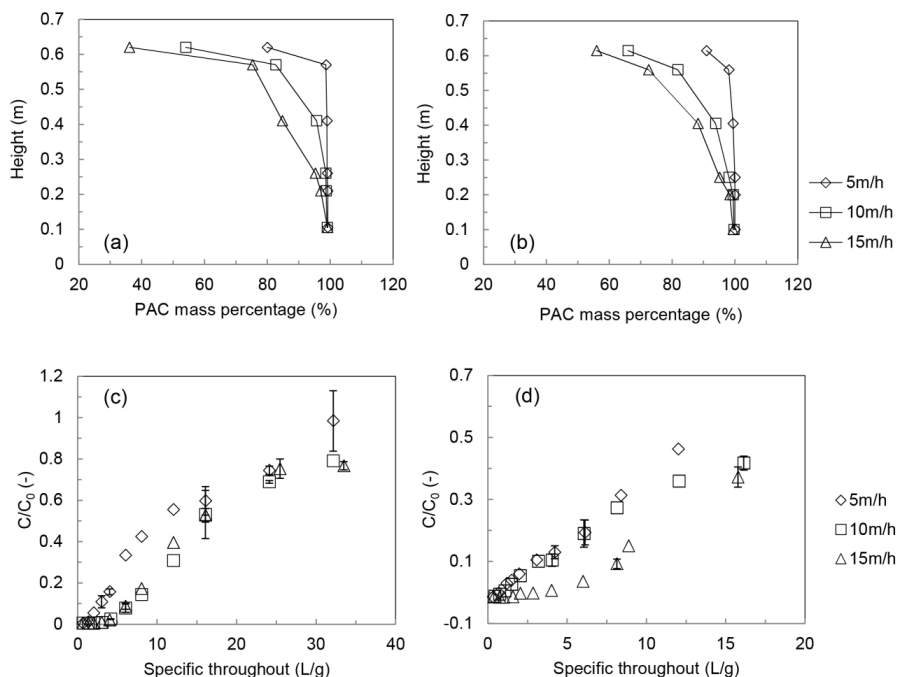 0.7
0.6
0.5
0.4
0.3
0.2
0.1
0
Height (m)
(a)
20 40 60 80 100 120
PAC mass percentage (%)
0.7
0.6
0.5
0.4
0.3
0.2
0.1
0
Height (m)
(b)
20 40 60 80 100 120
PAC mass percentage (%)
5m/h
10m/h
15m/h
1.2
1
0.8
0.6
0.4
0.2
0
C/C0 (-)
(c)
0 10 20 30 40
Specific throughout (L/g)
0.7
0.5
0.3
0.1
-0.1
C/C0 (-)
(d)
0 5 10 15 20
Specific throughout (L/g)
5m/h
10m/h
15m/h